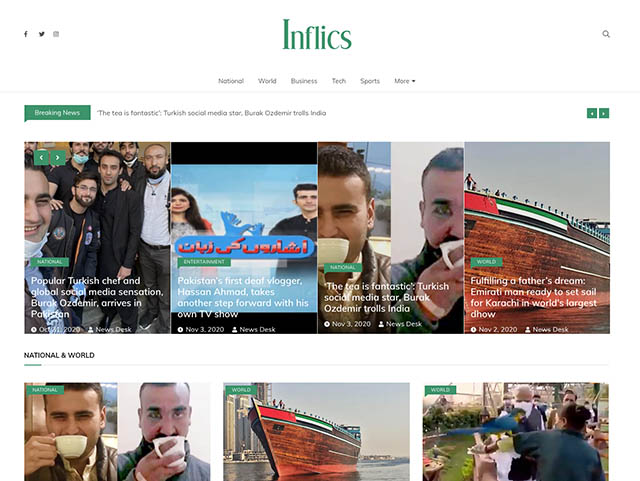 Inflics
National World Business Tech Sports More
Breaking News
'The tea is fantastic': Turkish social media star, Burak Ozdemir trolls India
NATIONAL
Popular Turkish chef and
global social media sensation,
Burak Ozdemir, arrives in
Pakistan
Oct 31, 2020 News Desk
اشاروں کی زبان
ENTERTAINMENT
Pakistan's first deaf vlogger,
Hassan Ahmad, takes
another step forward with his
own TV show
Nov 3, 2020 News Desk
NATIONAL
'The tea is fantastic': Turkish
social media star, Burak
Ozdemir trolls India
Nov 3, 2020 News Desk
WORLD
Fulfilling a father's dream:
Emirati man ready to set sail
for Karachi in world's largest
dhow
Nov 2, 2020 News Desk
NATIONAL & WORLD
NATIONAL
WORLD
WORLD